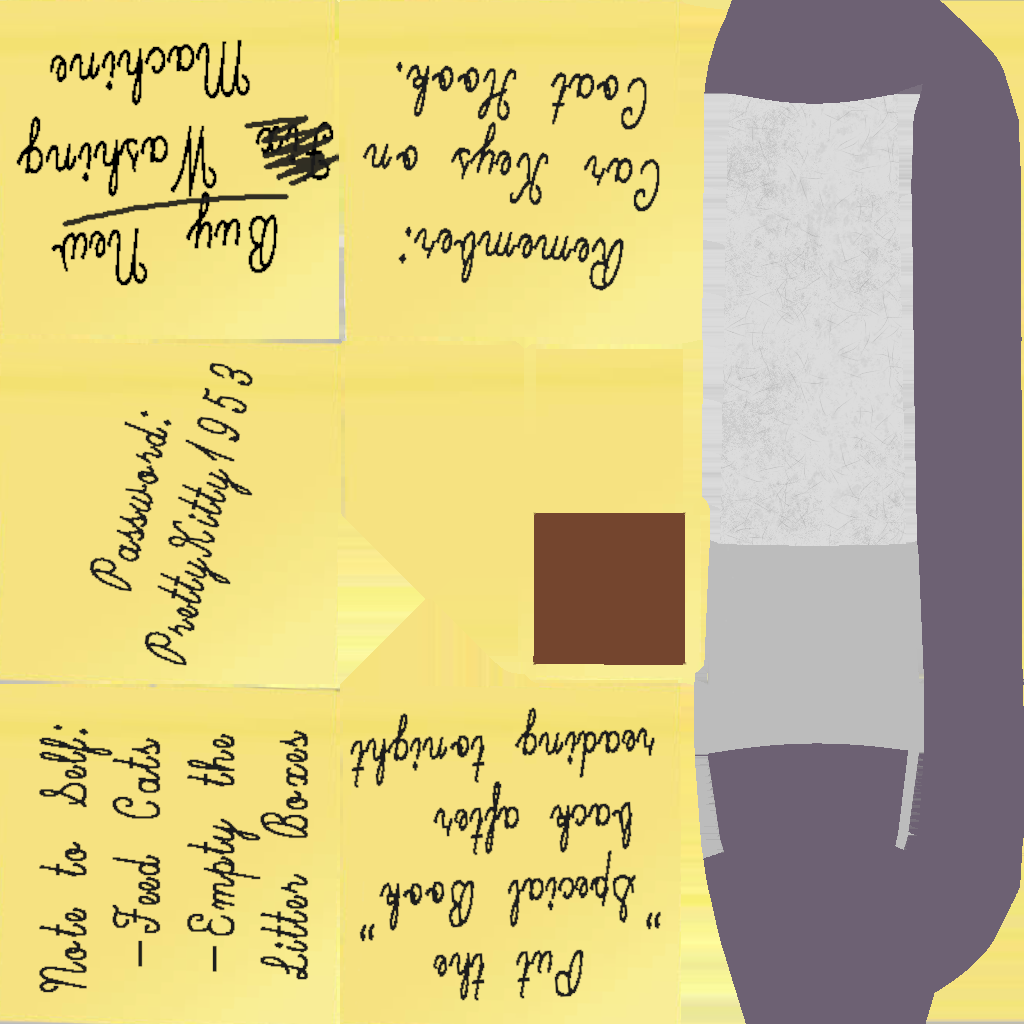 Buy New
Washing
Machine
Remember:
Car Keys on
Coat Hook.
Password:
PrettyKitty1953
Note to Self:
-Feed Cats
-Empty the
Litter Boxes
Put the
"Special Book"
back after
reading tonight